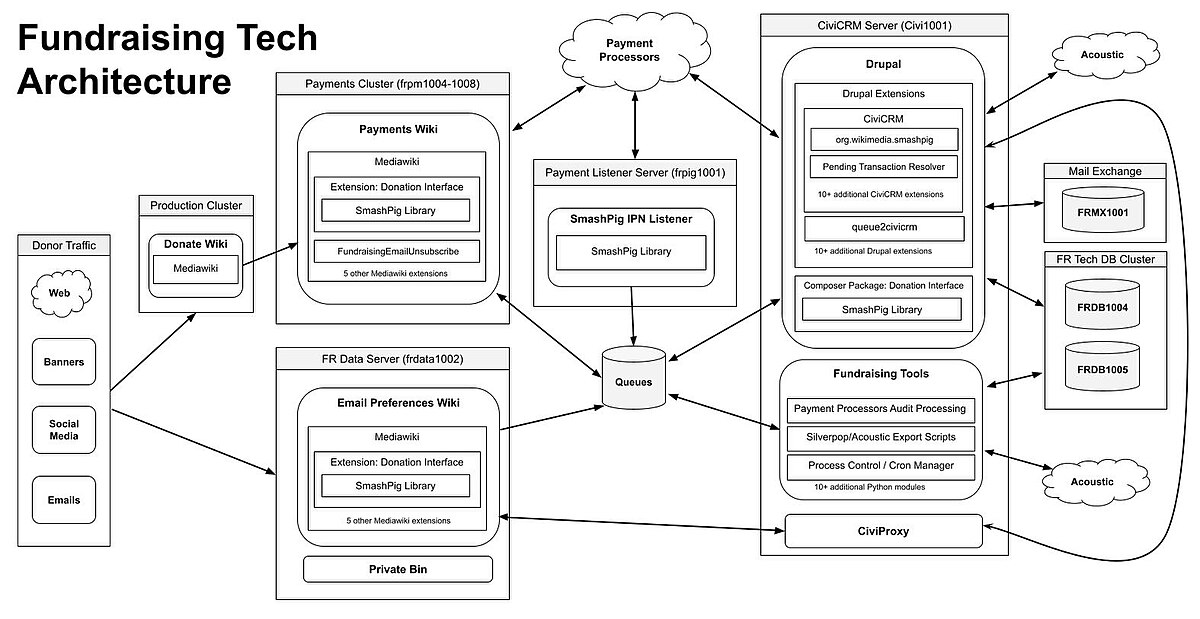 Fundraising Tech
Architecture
Donor Traffic
Web
Banners
Social
Media
Emails
Production Cluster
Donate Wiki
Mediawiki
Payments Cluster (frpm1004-1008)
Payments Wiki
Mediawiki
Extension: Donation Interface
SmashPig Library
FundraisingEmailUnsubscribe
5 other Mediawiki extensions
FR Data Server (frdata1002)
Email Preferences Wiki
Mediawiki
Extension: Donation Interface
SmashPig Library
5 other Mediawiki extensions
Private Bin
Payment
Processors
Payment Listener Server (frpig1001)
SmashPig IPN Listener
SmashPig Library
Queues
CiviCRM Server (Civi1001)
Drupal
Drupal Extensions
CiviCRM
org.wikimedia.smashpig
Pending Transaction Resolver
10+ additional CiviCRM extensions
queue2civicrm
10+ additional Drupal extensions
Composer Package: Donation Interface
SmashPig Library
Fundraising Tools
Payment Processors Audit Processing
Silverpop/Acoustic Export Scripts
Process Control / Cron Manager
10+ additional Python modules
CiviProxy
Acoustic
Mail Exchange
FRMX1001
FR Tech DB Cluster
FRDB1004
FRDB1005
Acoustic